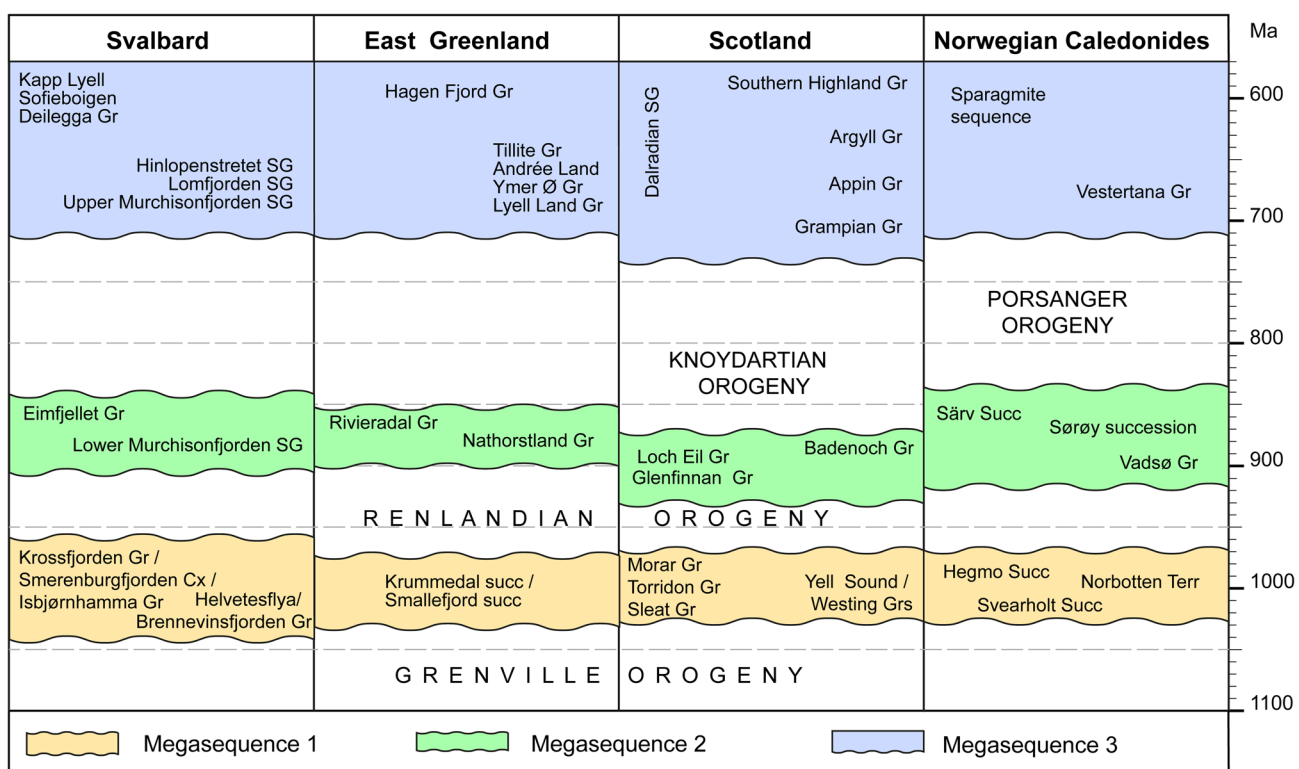 Svalbard
East Greenland
Scotland
Norwegian Caledonides
Ma
Kapp Lyell
Sofieboigen
Deilegga Gr
Hinlopenstretet SG
Lomfjorden SG
Upper Murchisonfjorden SG
Hagen Fjord Gr
Tillite Gr
Andrée Land
Ymer Ø Gr
Lyell Land Gr
Dalradian SG
Southern Highland Gr
Argyll Gr
Appin Gr
Grampian Gr
Sparagmite
sequence
Vestertana Gr
600
700
PORSANGER
OROGENY
800
KNOYDARTIAN
OROGENY
Eimfjellet Gr
Lower Murchisonfjorden SG
Rivieradal Gr
Nathorstland Gr
Loch Eil Gr
Glenfinnan Gr
Badenoch Gr
Särv Succ
Sørøy succession
Vadsø Gr
900
RENLANDIAN OROGENY
Krossfjorden Gr /
Smerenburgfjorden Cx /
Isbjørnhamma Gr
Helvetesflya/
Brennevinsfjorden Gr
Krummedal succ /
Smallefjord succ
Morar Gr
Torridon Gr
Sleat Gr
Yell Sound /
Westing Grs
Hegmo Succ
Norbotten Terr
Svearholt Succ
1000
GRENVILLE OROGENY
1100
Megasequence 1
Megasequence 2
Megasequence 3